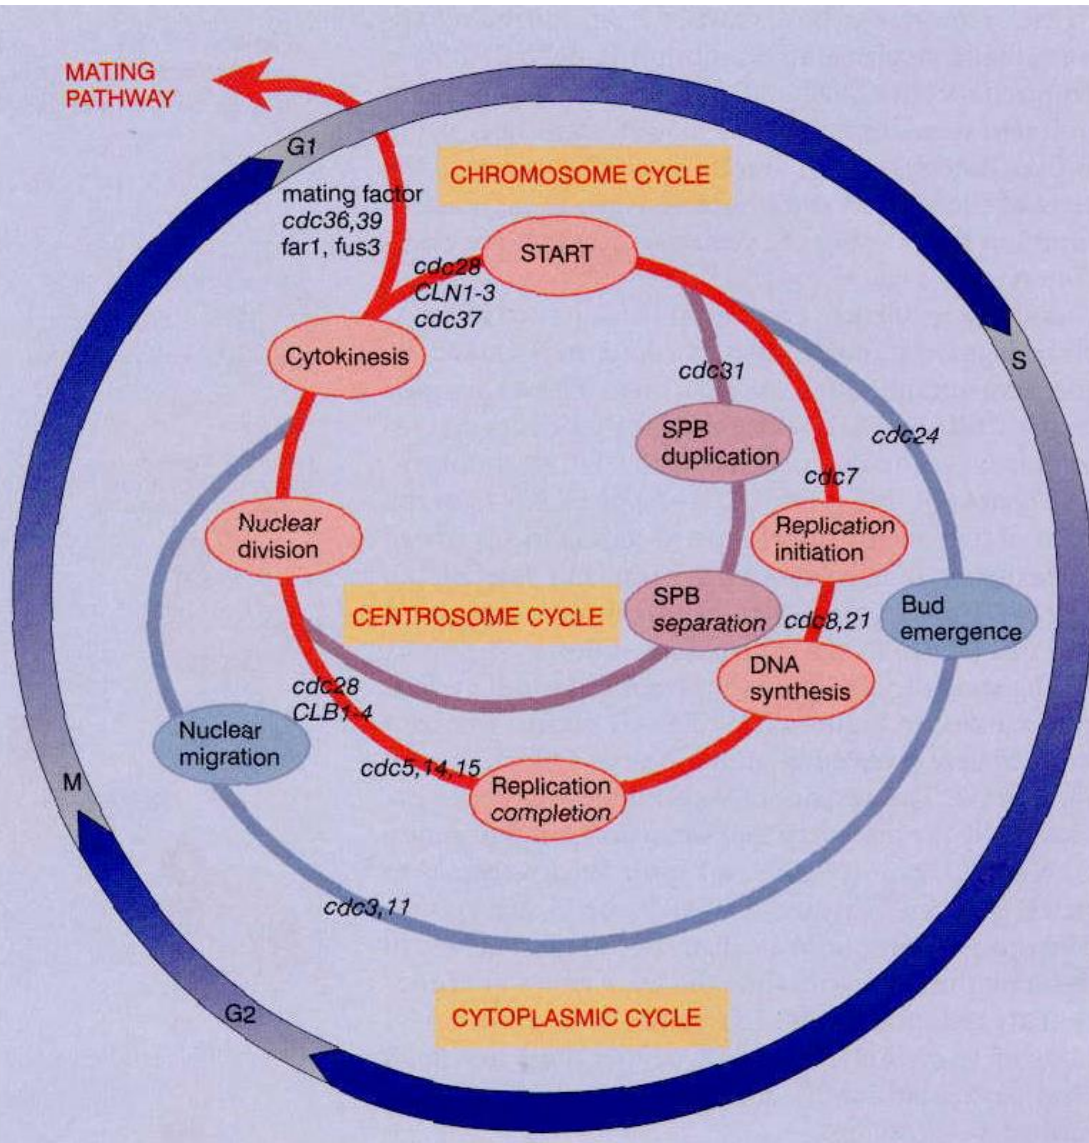 MATING
PATHWAY
G1
CHROMOSOME CYCLE
mating factor
cdc36,39
far1, fus3
START
cdc28
CLN1-3
cdc37
Cytokinesis
S
cdc31
SPB
duplication
cdc24
cdc7
Nuclear
division
Replication
initiation
CENTROSOME CYCLE
SPB
separation
cdc8,21
Bud
emergence
DNA
synthesis
cdc28
CLB1-4
Nuclear
migration
cdc5,14,15
Replication
completion
M
cdc3,11
G2
CYTOPLASMIC CYCLE